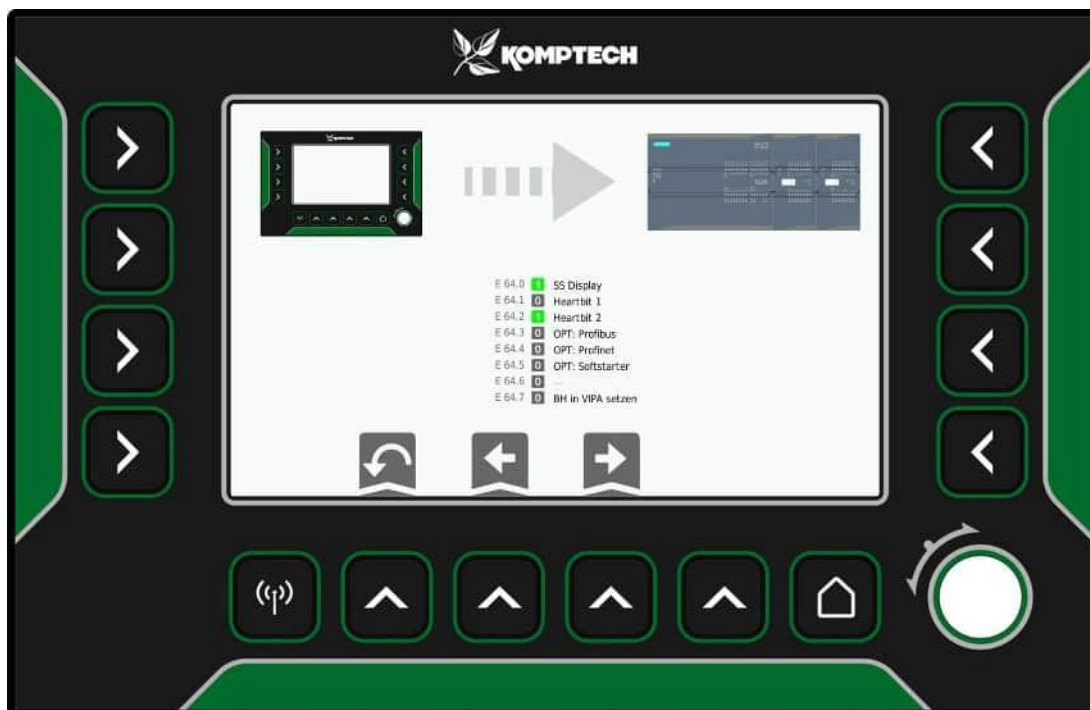 KOMPTECH
E 64.0 1 SS Display
E 64.1 0 Heartbit 1
E 64.2 1 Heartbit 2
E 64.3 0 OPT: Profibus
E 64.4 0 OPT: Profinet
E 64.5 0 OPT: Softstarter
E 64.6 0 ...
E 64.7 0 BH in VIPA setzen